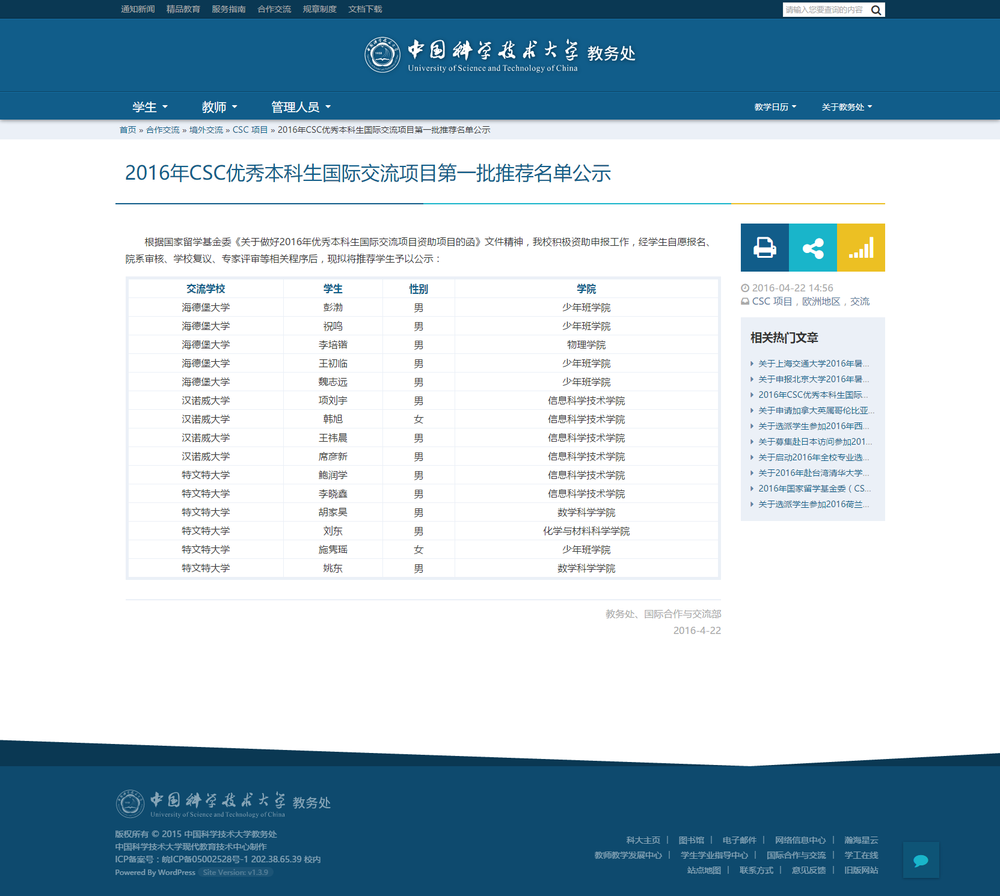 通知新闻 精品教育 服务指南 合作交流 规章制度 文档下载 请输入您要查询的内容
中国科学技术大学 教务处
University of Science and Technology of China
学生 教师 管理人员 教学日历 关于教务处
首页 » 合作交流 » 境外交流 » CSC 项目 » 2016年CSC优秀本科生国际交流项目第一批推荐名单公示
2016年CSC优秀本科生国际交流项目第一批推荐名单公示
根据国家留学基金委《关于做好2016年优秀本科生国际交流项目资助项目的函》文件精神，我校积极资助申报工作，经学生自愿报名、
院系审核、学校复议、专家评审等相关程序后，现拟将推荐学生予以公示：
交流学校 学生 性别 学院
海德堡大学 彭渤 男 少年班学院
海德堡大学 祝鸣 男 少年班学院
海德堡大学 李培锴 男 物理学院
海德堡大学 王初临 男 少年班学院
海德堡大学 魏志远 男 少年班学院
汉诺威大学 项刘宇 男 信息科学技术学院
汉诺威大学 韩旭 女 信息科学技术学院
汉诺威大学 王祎晨 男 信息科学技术学院
汉诺威大学 席彦新 男 信息科学技术学院
特文特大学 鲍润学 男 信息科学技术学院
特文特大学 李晓鑫 男 信息科学技术学院
特文特大学 胡家昊 男 数学科学学院
特文特大学 刘东 男 化学与材料科学学院
特文特大学 施隽瑶 女 少年班学院
特文特大学 姚东 男 数学科学学院
教务处、国际合作与交流部
2016-4-22
2016-04-22 14:56
CSC 项目，欧洲地区，交流
相关热门文章
关于上海交通大学2016年暑...
关于申报北京大学2016年暑...
2016年CSC优秀本科生国际...
关于申请加拿大英属哥伦比亚...
关于选派学生参加2016年西...
关于募集赴日本访问参加201...
关于启动2016年全校专业选...
关于2016年赴台湾清华大学...
2016年国家留学基金委（CS...
关于选派学生参加2016荷兰...
中国科学技术大学 教务处
University of Science and Technology of China
版权所有 © 2015 中国科学技术大学教务处
中国科学技术大学现代教育技术中心制作
ICP备案号：皖ICP备05002528号-1 202.38.65.39 校内
Powered By WordPress Site Version: v1.3.9
科大主页 | 图书馆 | 电子邮件 | 网络信息中心 | 瀚海星云
教师教学发展中心 | 学生学业指导中心 | 国际合作与交流 | 学工在线
站点地图 | 联系方式 | 意见反馈 | 旧版网站